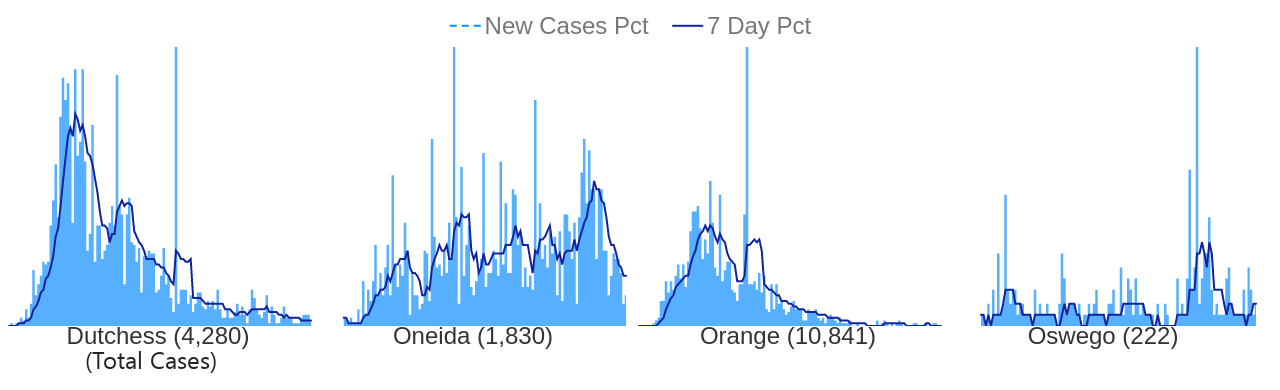 New Cases Pct 7 Day Pct
Dutchess (4,280) Oneida (1,830) Orange (10,841) Oswego (222)
(Total Cases)